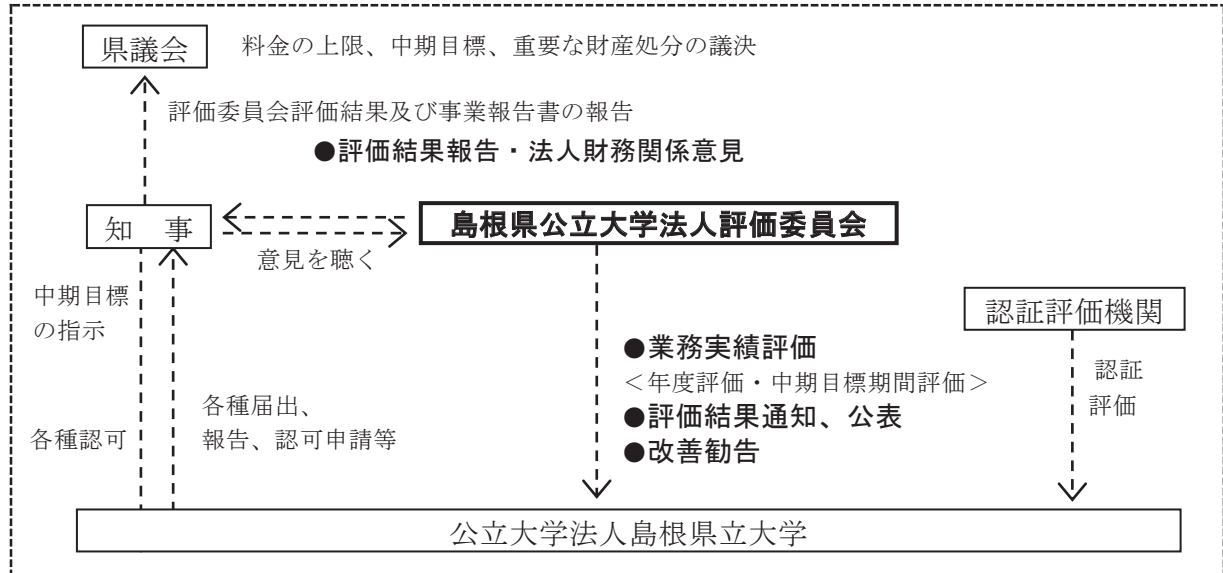 県議会
料金の上限、中期目標、重要な財産処分の議決
評価委員会評価結果及び事業報告書の報告
●評価結果報告・法人財務関係意見
知　事
島根県公立大学法人評価委員会
意見を聴く
中期目標
の指示
認証評価機関
●業務実績評価
＜年度評価・中期目標期間評価＞
●評価結果通知、公表
●改善勧告
認証
評価
各種認可
各種届出、
報告、認可申請等
公立大学法人島根県立大学